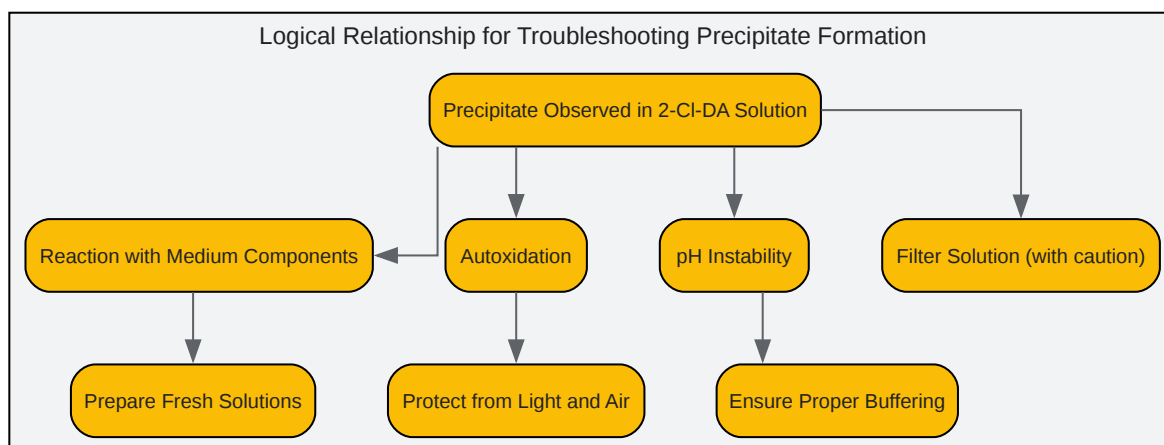 Logical Relationship for Troubleshooting Precipitate Formation
Precipitate Observed in 2-Cl-DA Solution
Reaction with Medium Components
Autoxidation
pH Instability
Filter Solution (with caution)
Prepare Fresh Solutions
Protect from Light and Air
Ensure Proper Buffering